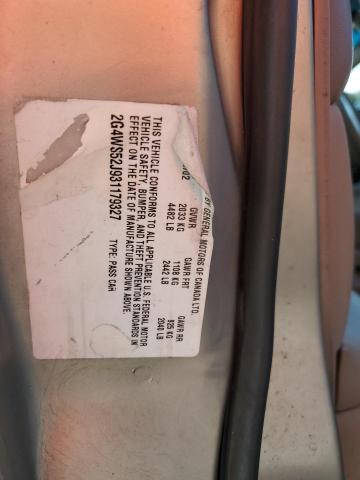 BY GENERAL MOTORS OF CANADA LTD.
/02
GVWR GAWR FRT GAWR RR
2033 KG 1108 KG 925 KG
4482 LB 2442 LB 2040 LB
THIS VEHICLE CONFORMS TO ALL APPLICABLE U.S. FEDERAL MOTOR
VEHICLE SAFETY, BUMPER, AND THEFT PREVENTION STANDARDS IN
EFFECT ON THE DATE OF MANUFACTURE SHOWN ABOVE.
2G4WS52J931179327 TYPE: PASS CAR